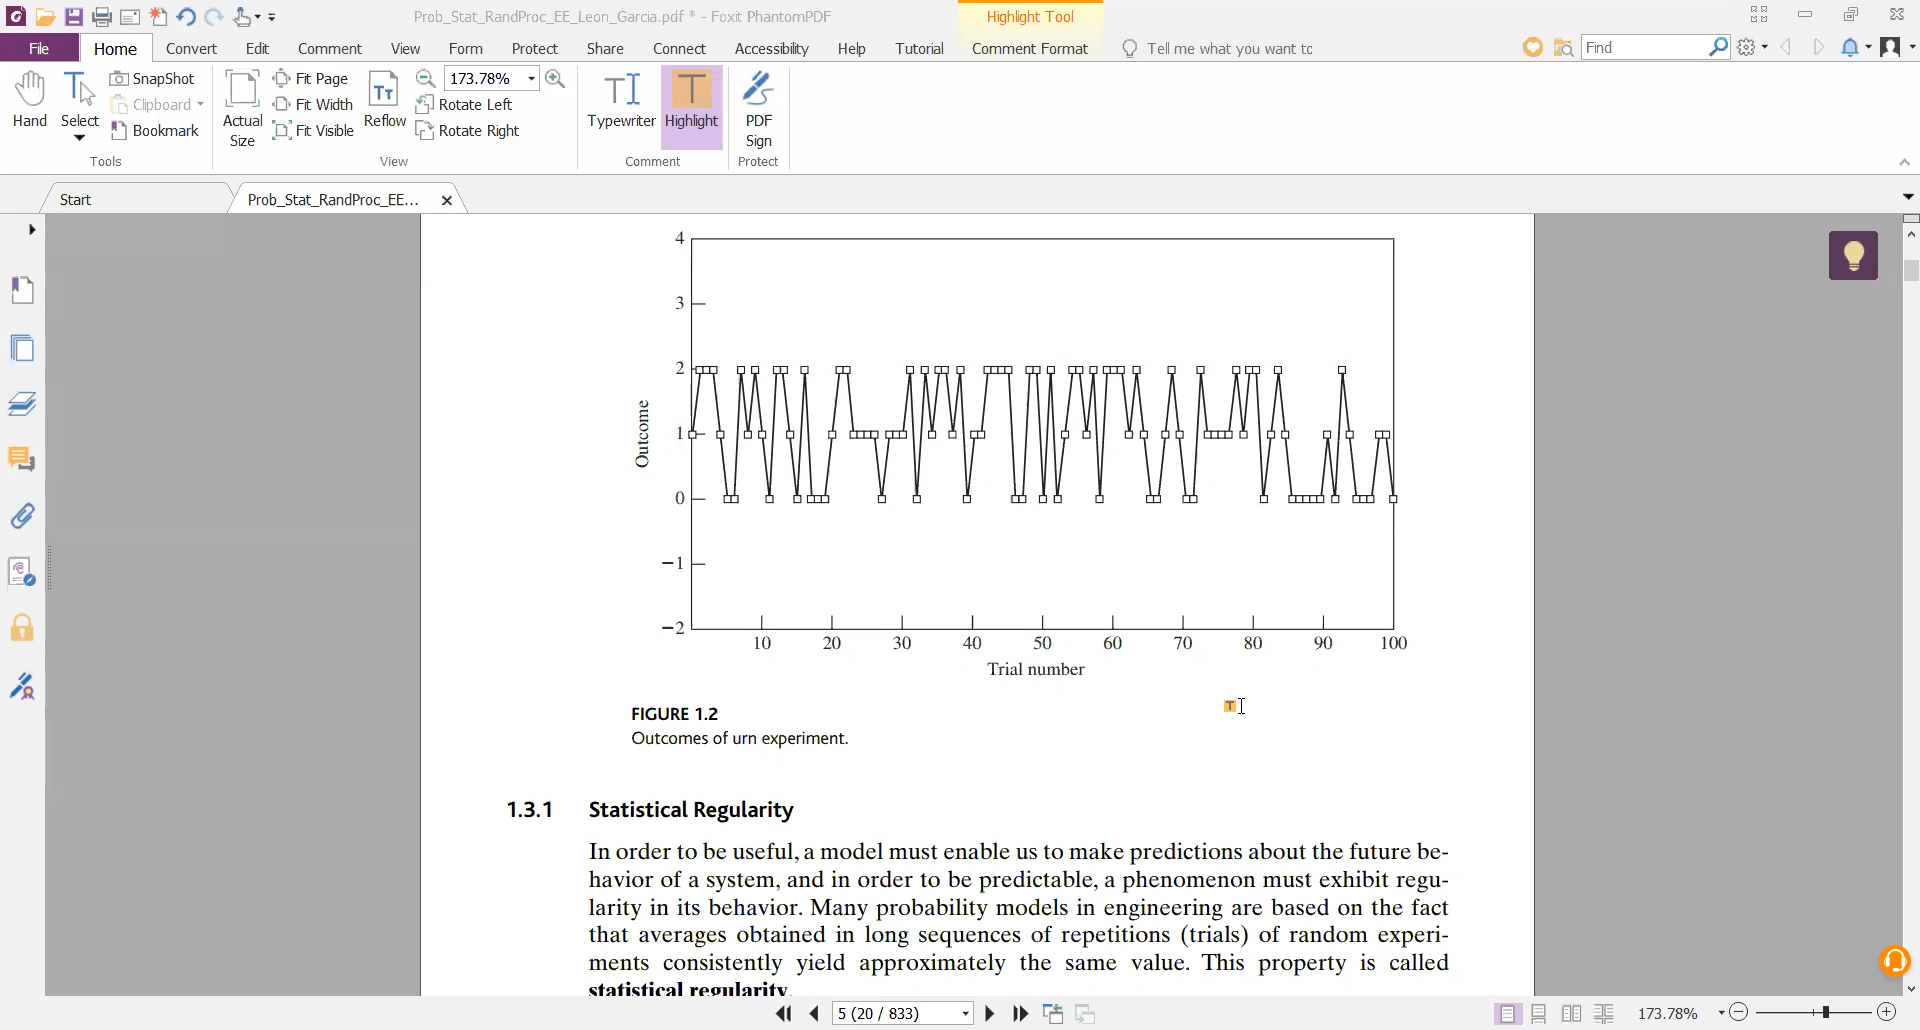 Prob_Stat_RandProc_EE_Leon_Garcia.pdf * - Foxit PhantomPDF
Highlight Tool
File Home Convert Edit Comment View Form Protect Share Connect Accessibility Help Tutorial Comment Format Tell me what you want to Find
Hand
Select
SnapShot
Clipboard
Bookmark
Tools
Actual
Size
Fit Page
Fit Width
Fit Visible
Reflow
173.78%
Rotate Left
Rotate Right
View
Typewriter
Highlight
Comment
PDF
Sign
Protect
Start
Prob_Stat_RandProc_EE...
4
3
2
1
0
−1
−2
Outcome
10 20 30 40 50 60 70 80 90 100
Trial number
FIGURE 1.2
Outcomes of urn experiment.
1.3.1 Statistical Regularity
In order to be useful, a model must enable us to make predictions about the future be-
havior of a system, and in order to be predictable, a phenomenon must exhibit regu-
larity in its behavior. Many probability models in engineering are based on the fact
that averages obtained in long sequences of repetitions (trials) of random experi-
ments consistently yield approximately the same value. This property is called
statistical regularity.
5 (20 / 833)
173.78%